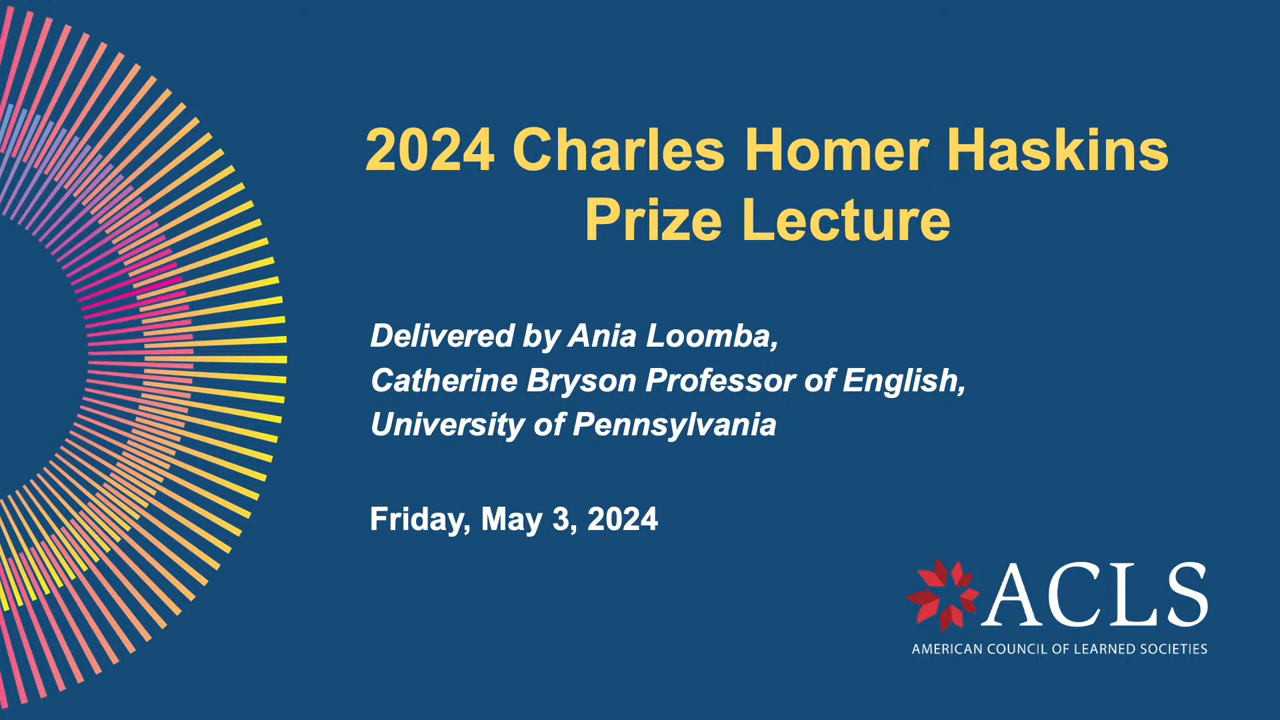 2024 Charles Homer Haskins
Prize Lecture
Delivered by Ania Loomba,
Catherine Bryson Professor of English,
University of Pennsylvania
Friday, May 3, 2024
ACLS
AMERICAN COUNCIL OF LEARNED SOCIETIES